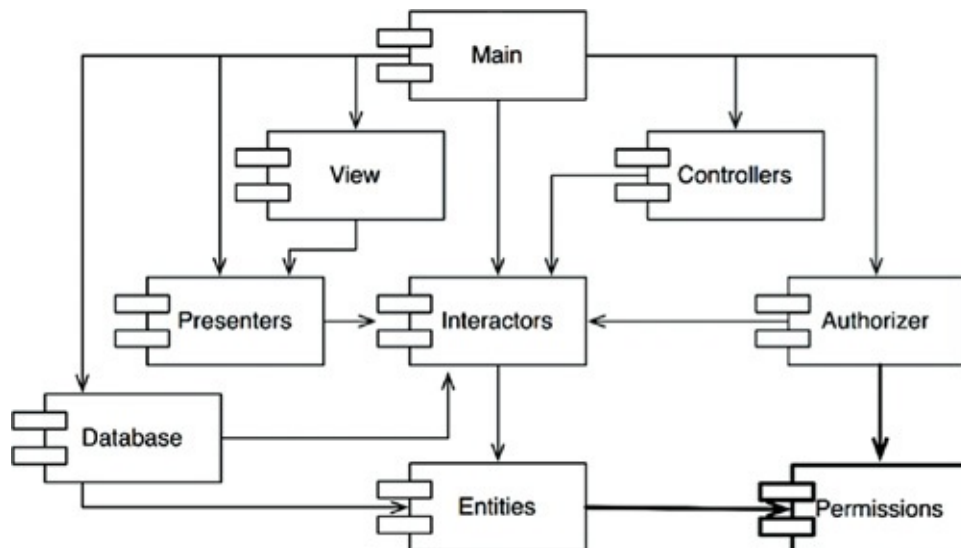 Main
View
Controllers
Presenters
Interactors
Authorizer
Database
Entities
Permissions